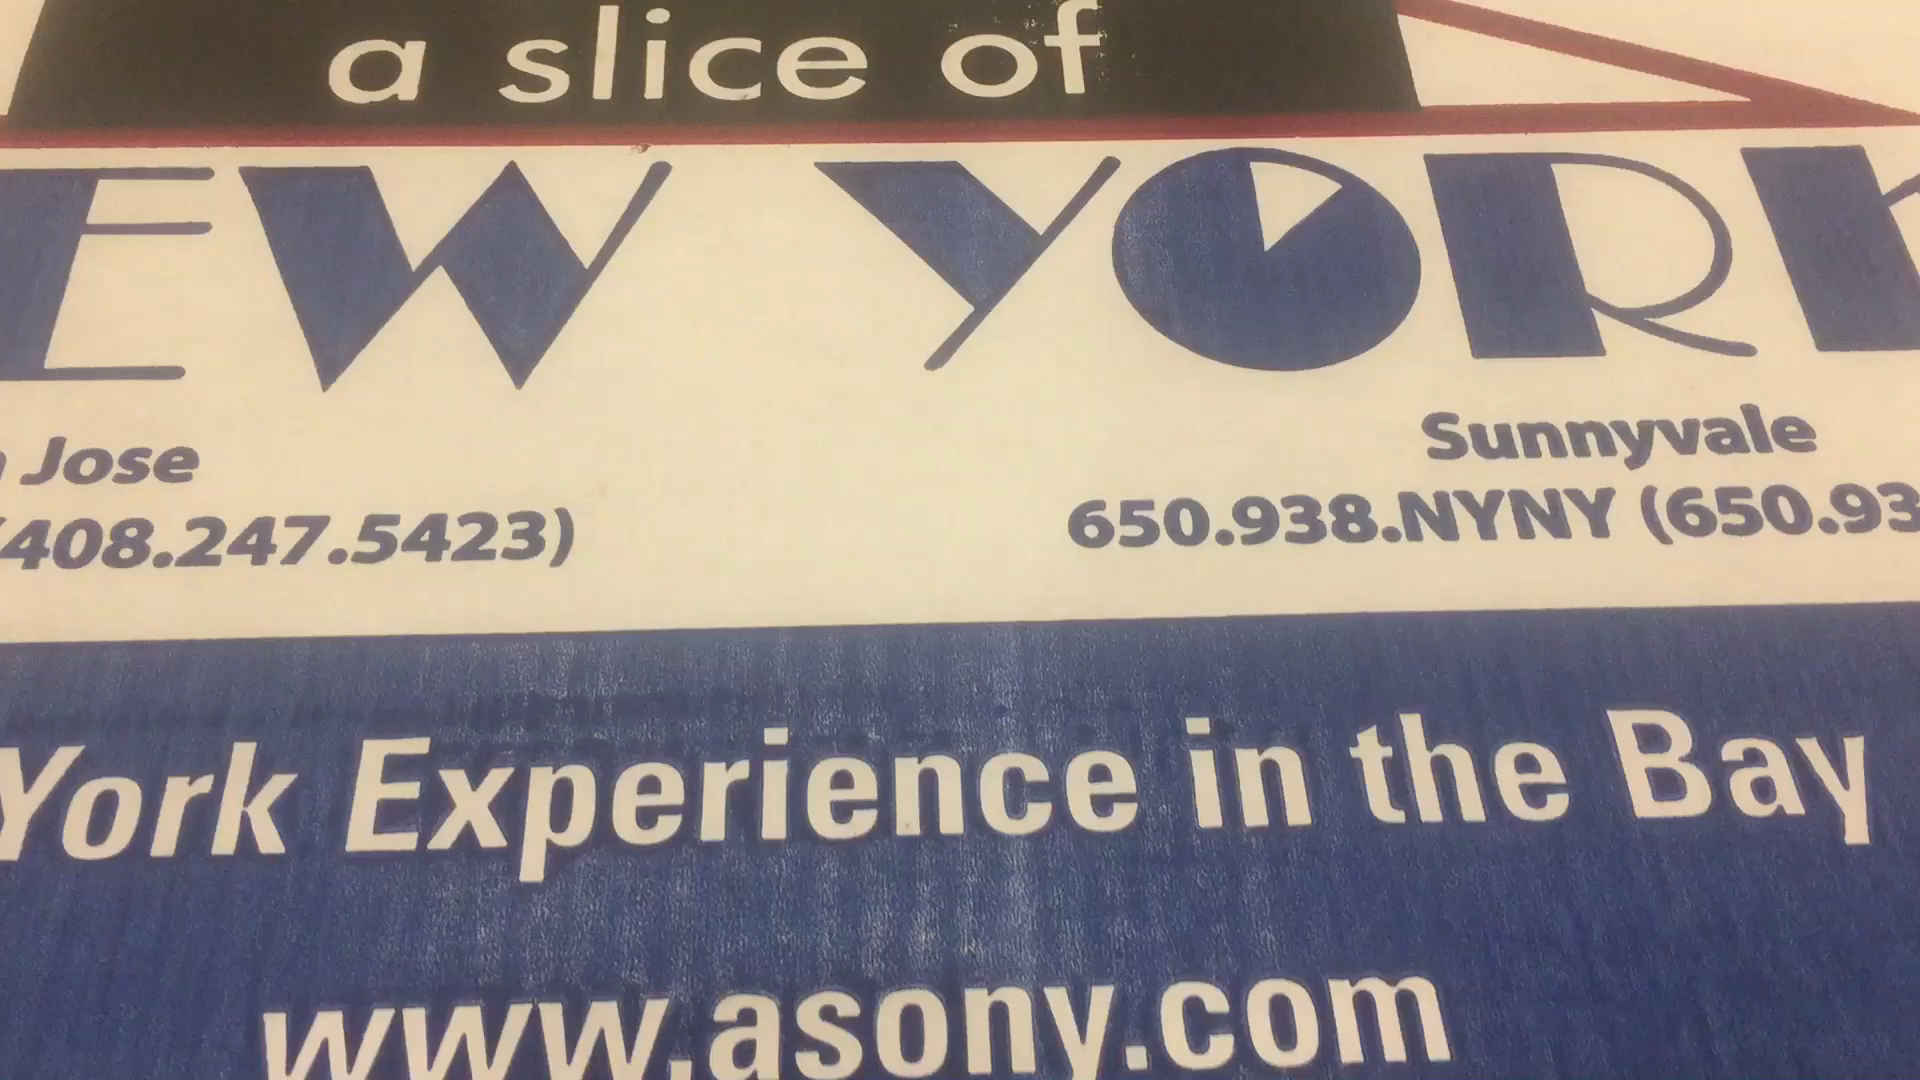 a slice of
EW YORK
Jose
Sunnyvale
(408.247.5423)
650.938.NYNY (650.93
York Experience in the Bay
www.asony.com